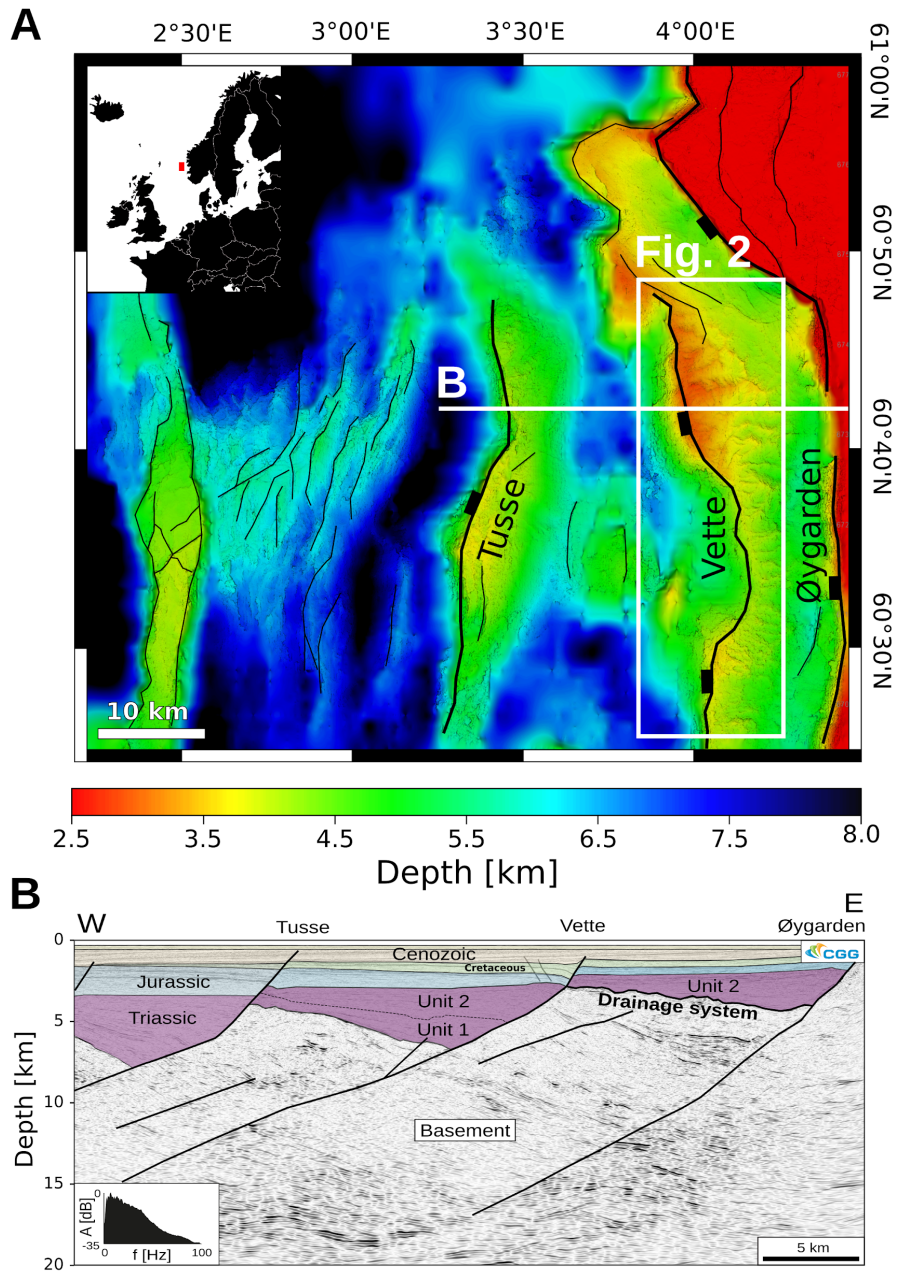 A
2°30'E 3°00'E 3°30'E 4°00'E
61°00'N
60°50'N
Fig. 2
B
60°40'N
Tusse
Vette
Øygarden
60°30'N
10 km
2.5 3.5 4.5 5.5 6.5 7.5 8.0
Depth [km]
B
W E
Tusse Vette Øygarden
0
Cenozoic
CGG
Cretaceous
Jurassic
Unit 2
Unit 2
Drainage system
Triassic
Unit 1
5
Depth [km]
10
Basement
15
0
A [dB]
-35
0 100
f [Hz]
5 km
20